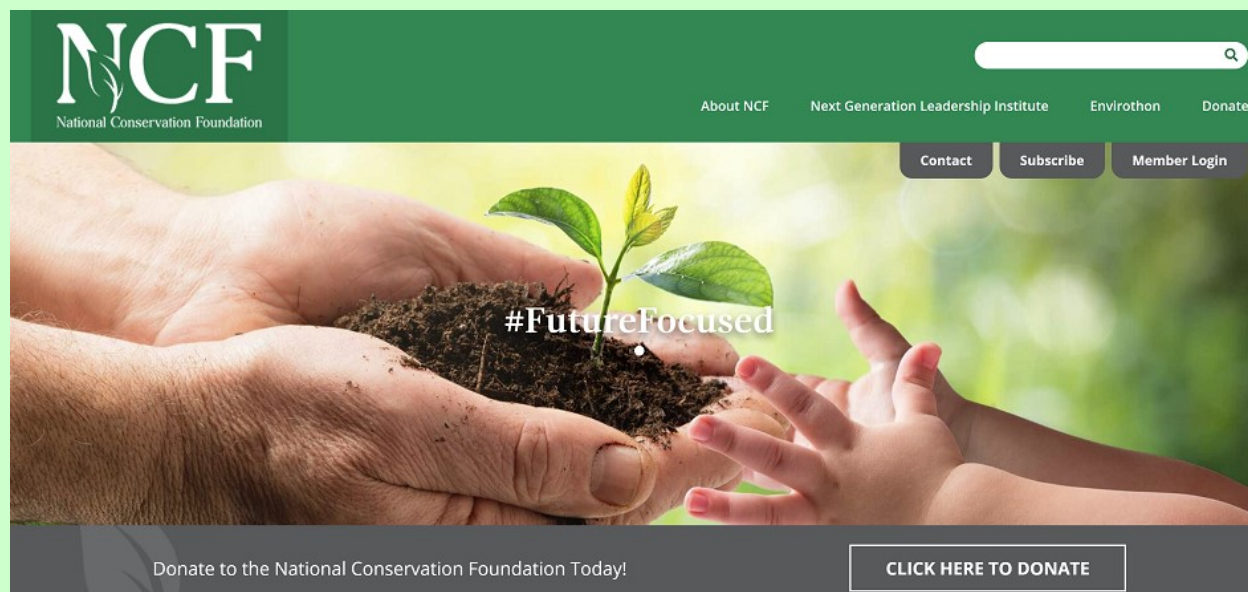 NCF
National Conservation Foundation
About NCF Next Generation Leadership Institute Envirothon Donate
Contact Subscribe Member Login
#FutureFocused
Donate to the National Conservation Foundation Today!
CLICK HERE TO DONATE